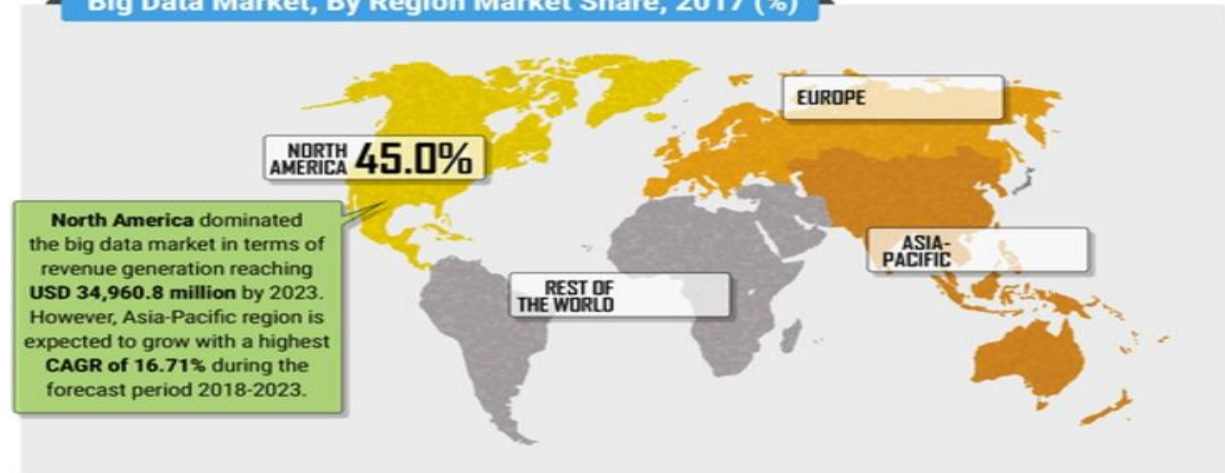 Big Data Market, By Region Market Share, 2017 (%)
EUROPE
NORTH
AMERICA 45.0%
North America dominated
the big data market in terms of
revenue generation reaching
USD 34,960.8 million by 2023.
However, Asia-Pacific region is
expected to grow with a highest
CAGR of 16.71% during the
forecast period 2018-2023.
ASIA-
PACIFIC
REST OF
THE WORLD